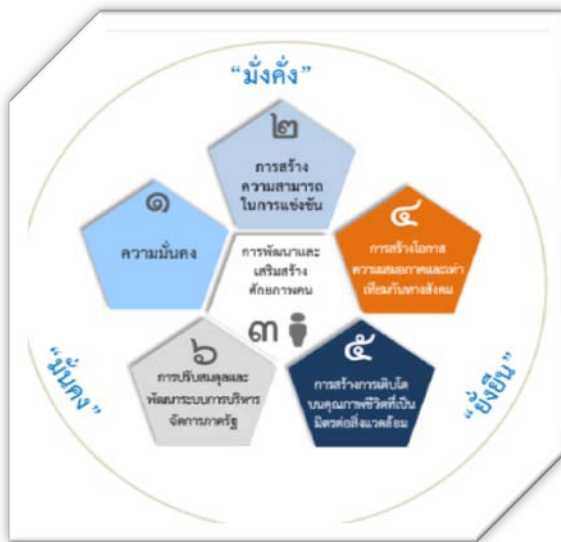 “มั่งคั่ง”
๒
การสร้าง
ความสามารถ
ในการแข่งขัน
๑
ความมั่นคง
การพัฒนาและ
เสริมสร้าง
ศักยภาพคน
๓
๔
การสร้างโอกาส
ความเสมอภาคและเท่า
เทียมกันทางสังคม
๖
การปรับสมดุลและ
พัฒนาระบบการบริหาร
จัดการภาครัฐ
๕
การสร้างการเติบโต
บนคุณภาพชีวิตที่เป็น
มิตรต่อสิ่งแวดล้อม
“มั่นคง”
“ยั่งยืน”